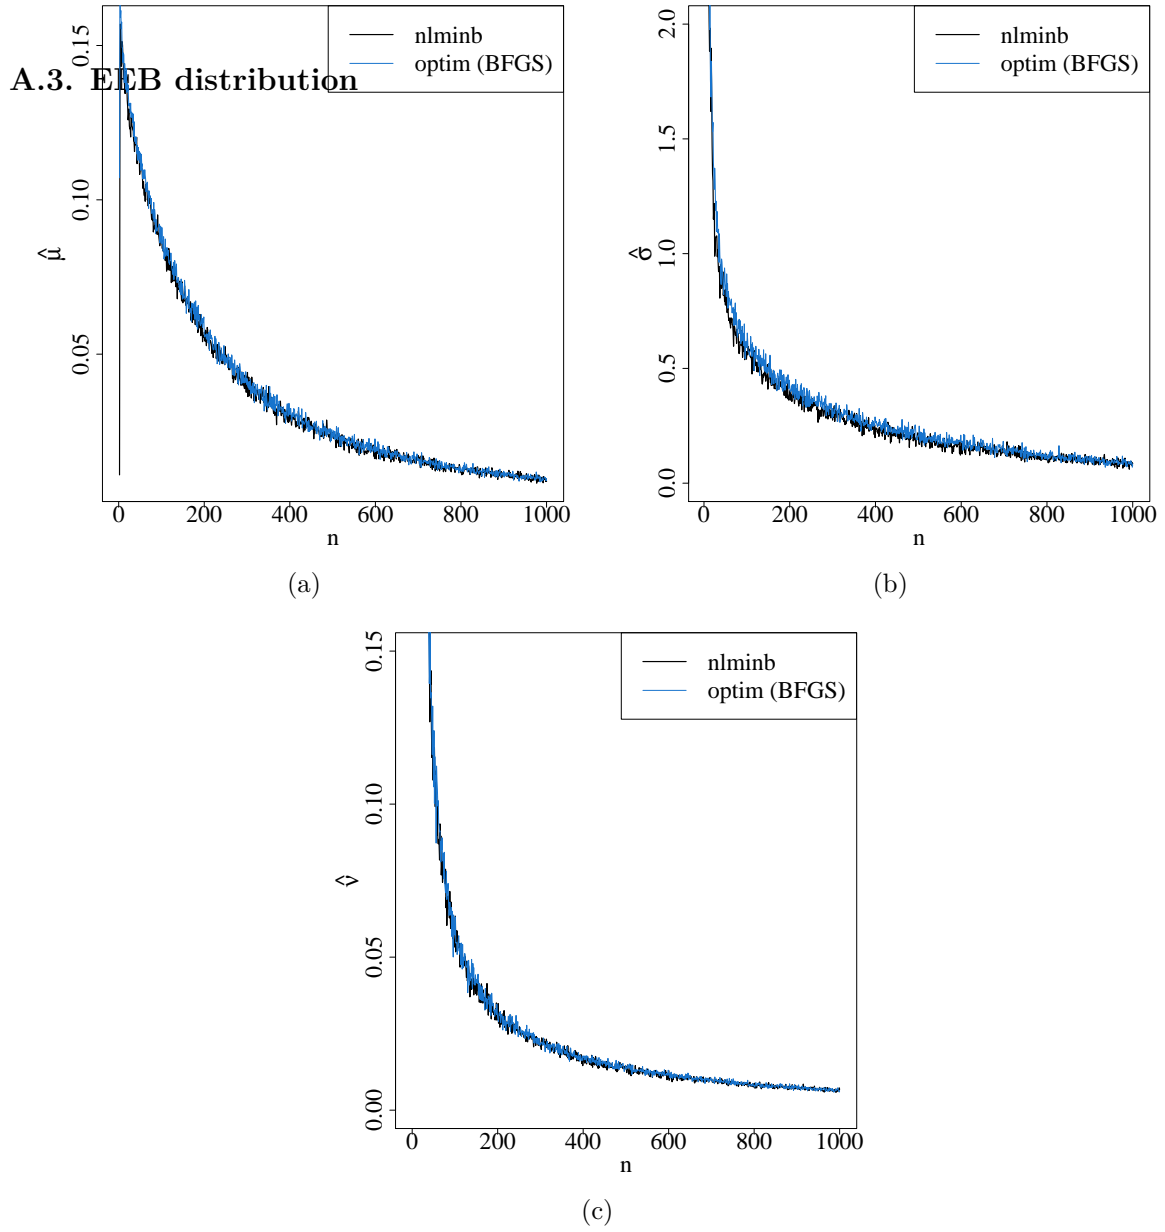 A.3. EEB distribution
nlminb
optim (BFGS)
0.15
0.10
0.05
μ̂
0 200 400 600 800 1000
n
(a)
nlminb
optim (BFGS)
2.0
1.5
1.0
0.5
0.0
σ̂
0 200 400 600 800 1000
n
(b)
nlminb
optim (BFGS)
0.15
0.10
0.05
0.00
ν̂
0 200 400 600 800 1000
n
(c)